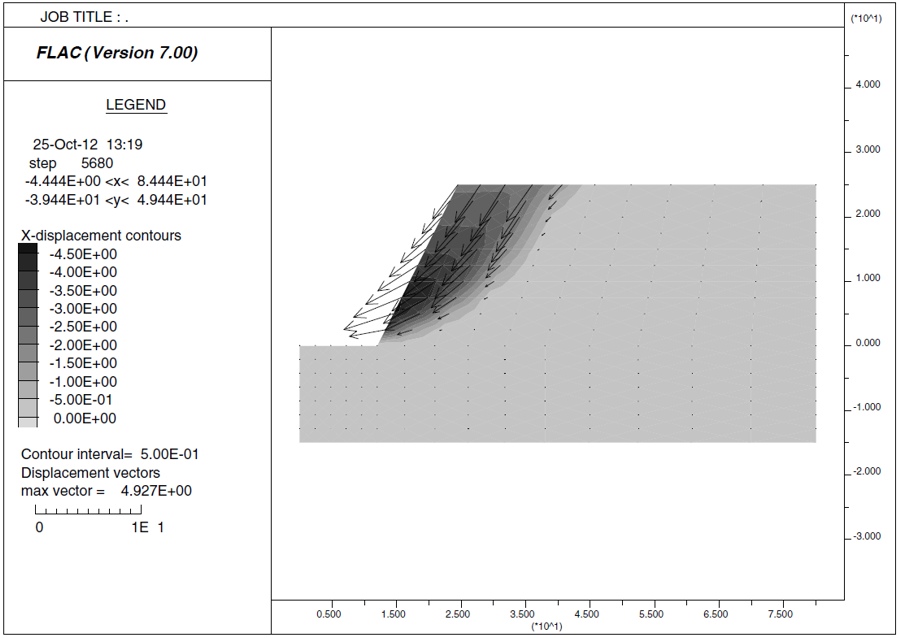 JOB TITLE : .
FLAC (Version 7.00)
LEGEND
25-Oct-12 13:19
step 5680
-4.444E+00 <x< 8.444E+01
-3.944E+01 <y< 4.944E+01
X-displacement contours
-4.50E+00
-4.00E+00
-3.50E+00
-3.00E+00
-2.50E+00
-2.00E+00
-1.50E+00
-1.00E+00
-5.00E-01
0.00E+00
Contour interval= 5.00E-01
Displacement vectors
max vector = 4.927E+00
0 1E 1
(*10^1)
4.000
3.000
2.000
1.000
0.000
-1.000
-2.000
-3.000
0.500 1.500 2.500 3.500 4.500 5.500 6.500 7.500
(*10^1)